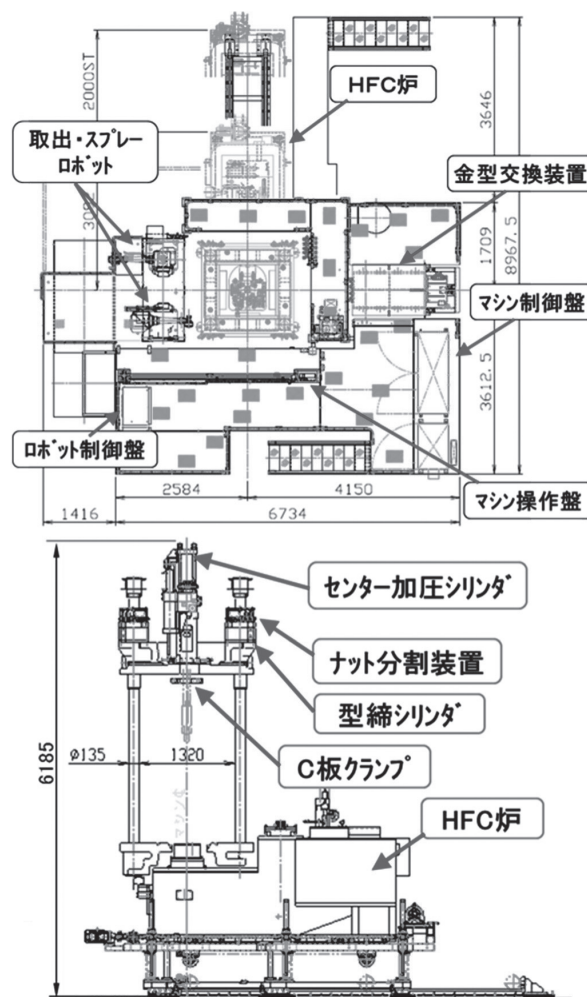 2000ST
HFC炉
3646
取出・スプレー
ロボット
金型交換装置
1709
8967.5
マシン制御盤
3612.5
ロボット制御盤
マシン操作盤
2584
4150
1416
6734
センター加圧シリンダ
ナット分割装置
型締シリンダ
C板クランプ
6185
φ135
1320
マシン℄
HFC炉